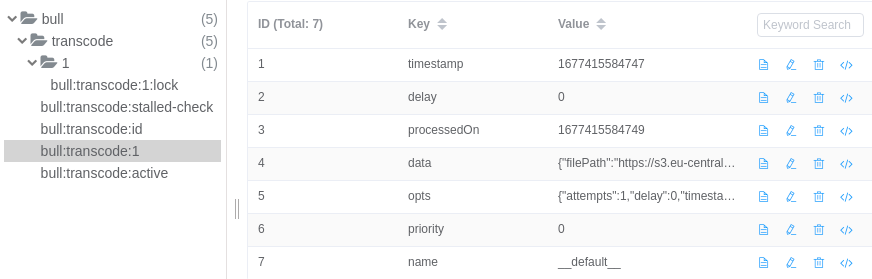 bull (5)
transcode (5)
1 (1)
bull:transcode:1:lock
bull:transcode:stalled-check
bull:transcode:id
bull:transcode:1
bull:transcode:active
ID (Total: 7) Key Value Keyword Search
1 timestamp 1677415584747
2 delay 0
3 processedOn 1677415584749
4 data {"filePath":"https://s3.eu-central…
5 opts {"attempts":1,"delay":0,"timesta…
6 priority 0
7 name __default__